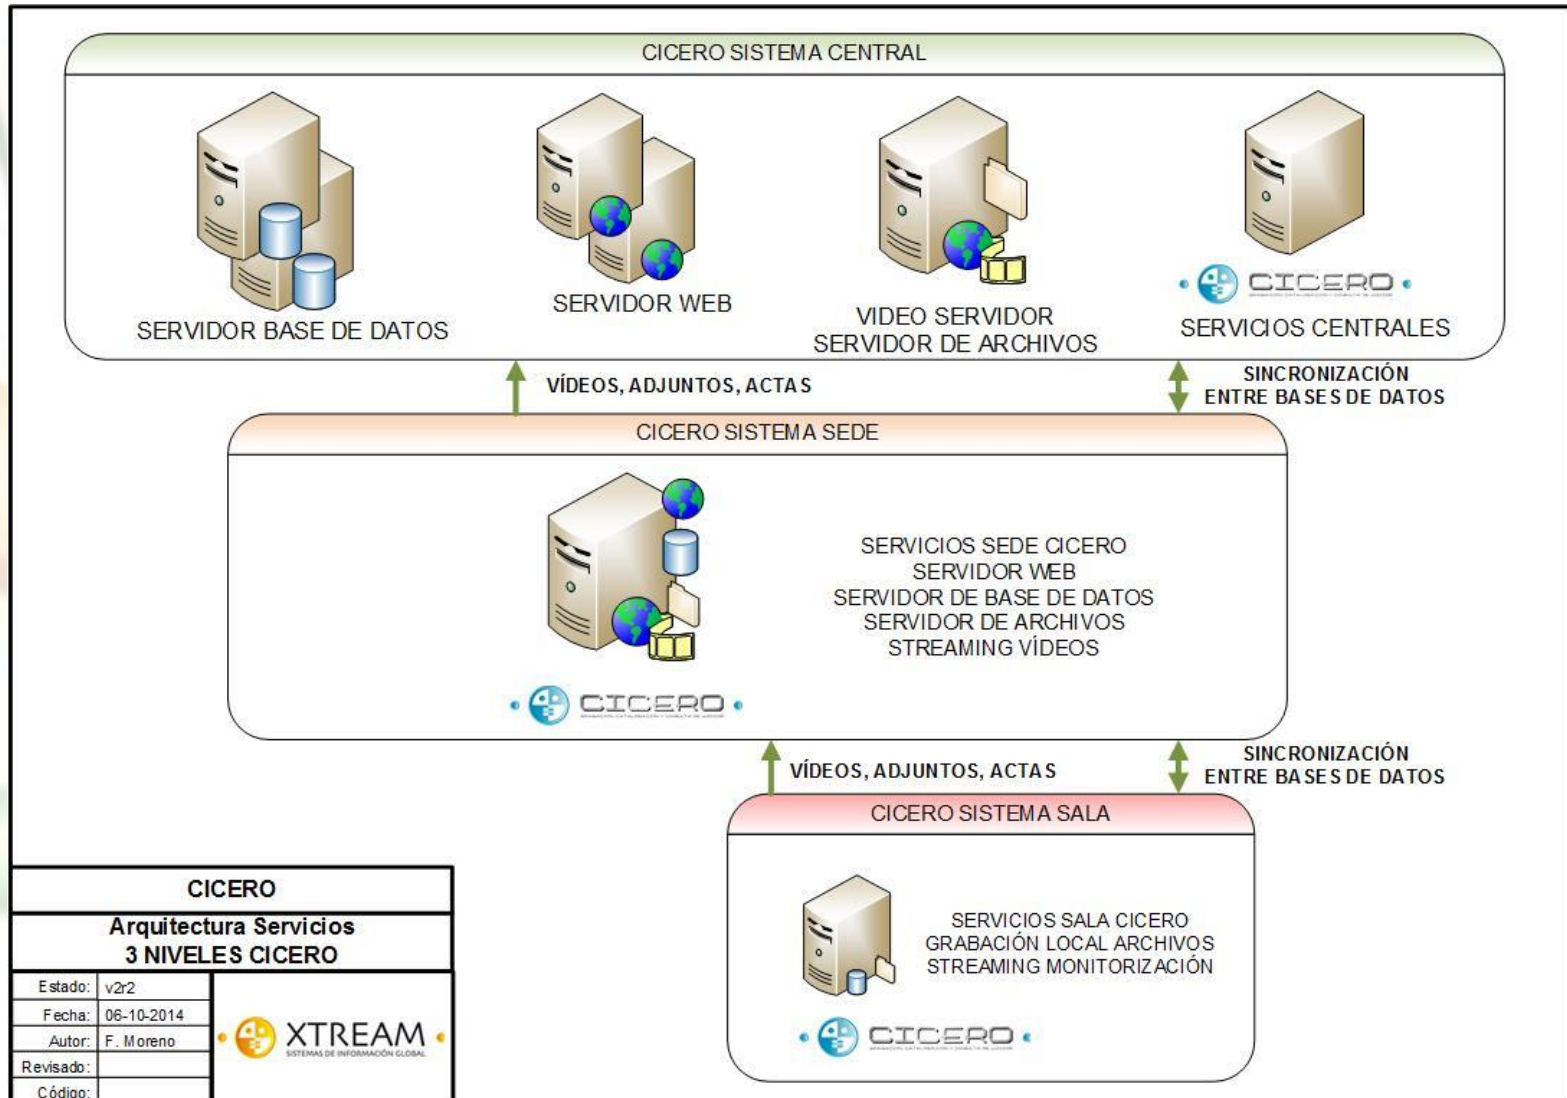 CICERO SISTEMA CENTRAL
SERVIDOR BASE DE DATOS
SERVIDOR WEB
VIDEO SERVIDOR
SERVIDOR DE ARCHIVOS
CICERO
SERVICIOS CENTRALES
VÍDEOS, ADJUNTOS, ACTAS
SINCRONIZACIÓN
ENTRE BASES DE DATOS
CICERO SISTEMA SEDE
SERVICIOS SEDE CICERO
SERVIDOR WEB
SERVIDOR DE BASE DE DATOS
SERVIDOR DE ARCHIVOS
STREAMING VÍDEOS
CICERO
VÍDEOS, ADJUNTOS, ACTAS
SINCRONIZACIÓN
ENTRE BASES DE DATOS
CICERO SISTEMA SALA
SERVICIOS SALA CICERO
GRABACIÓN LOCAL ARCHIVOS
STREAMING MONITORIZACIÓN
CICERO
CICERO
Arquitectura Servicios
3 NIVELES CICERO
Estado: v2r2
Fecha: 06-10-2014
Autor: F. Moreno
Revisado:
Código:
XTREAM
SISTEMAS DE INFORMACIÓN GLOBAL